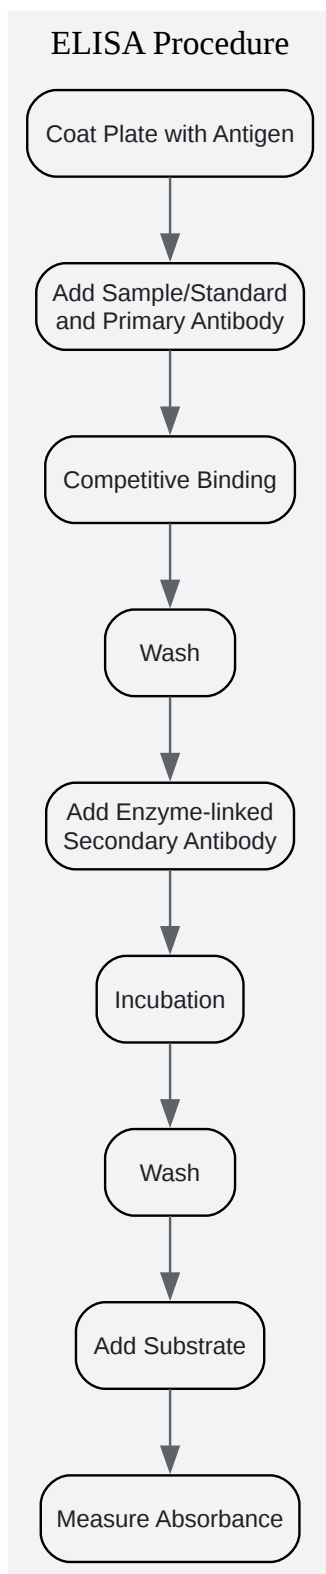 ELISA Procedure
Coat Plate with Antigen
Add Sample/Standard
and Primary Antibody
Competitive Binding
Wash
Add Enzyme-linked
Secondary Antibody
Incubation
Wash
Add Substrate
Measure Absorbance